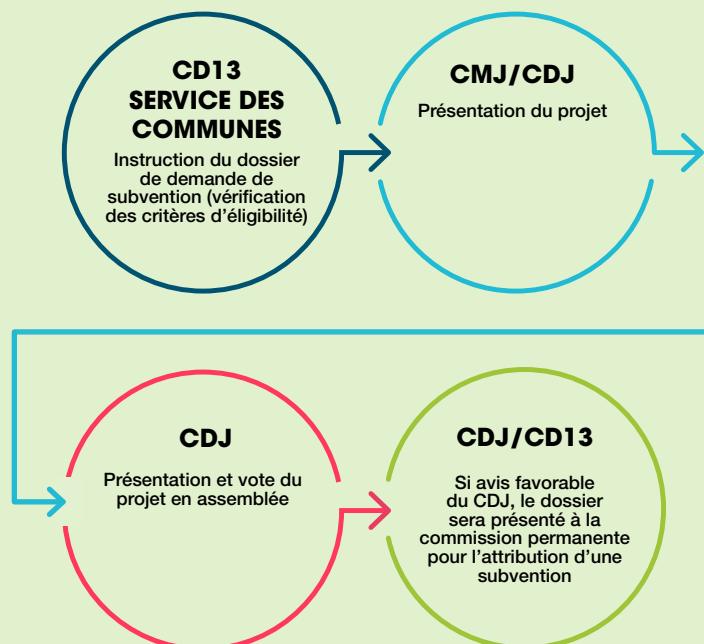 CD13
SERVICE DES
COMMUNES
Instruction du dossier
de demande de
subvention (vérification
des critères d'éligibilité)
CMJ/CDJ
Présentation du projet
CDJ
Présentation et vote du
projet en assemblée
CDJ/CD13
Si avis favorable
du CDJ, le dossier
sera présenté à la
commission permanente
pour l'attribution d'une
subvention